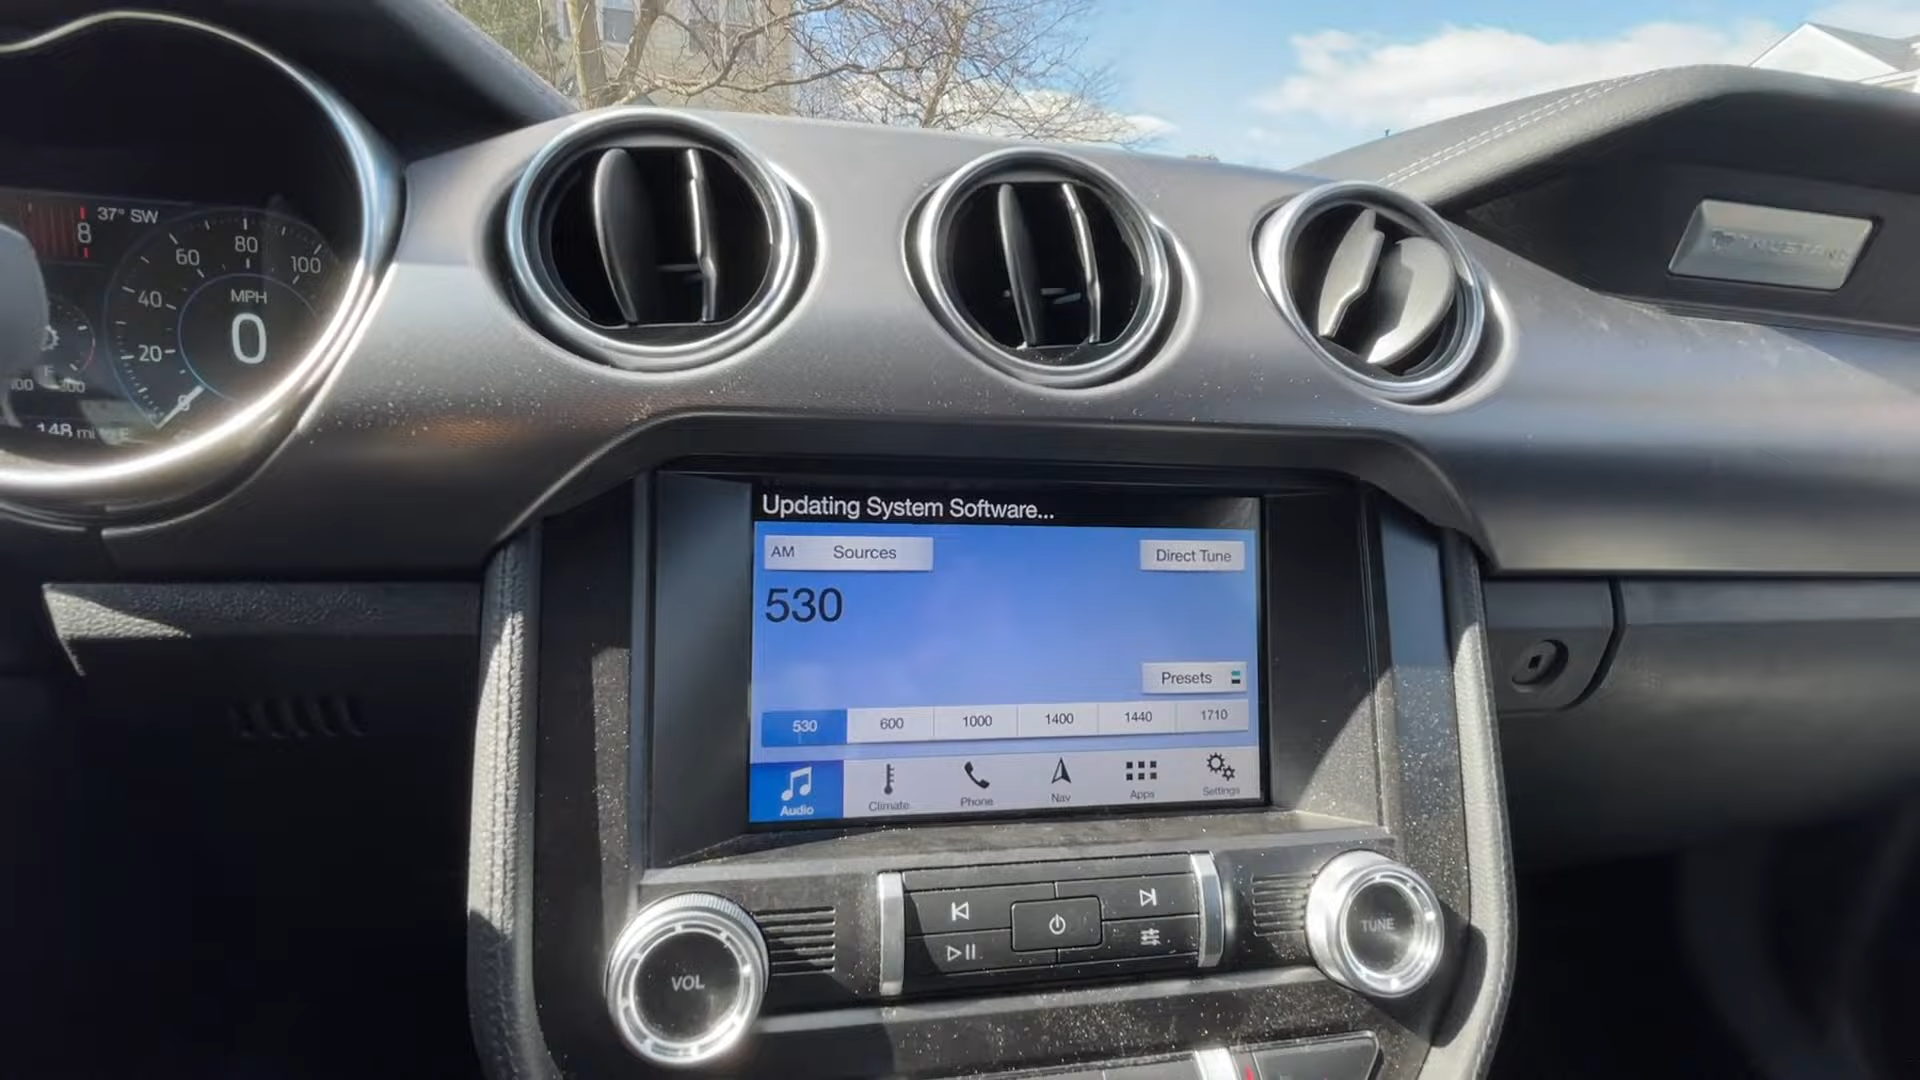 8
37° SW
20
40
60
80
100
MPH
0
148 mi
E
MUSTANG
Updating System Software...
AM Sources
Direct Tune
530
Presets
530 600 1000 1400 1440 1710
Audio Climate Phone Nav Apps Settings
VOL
TUNE